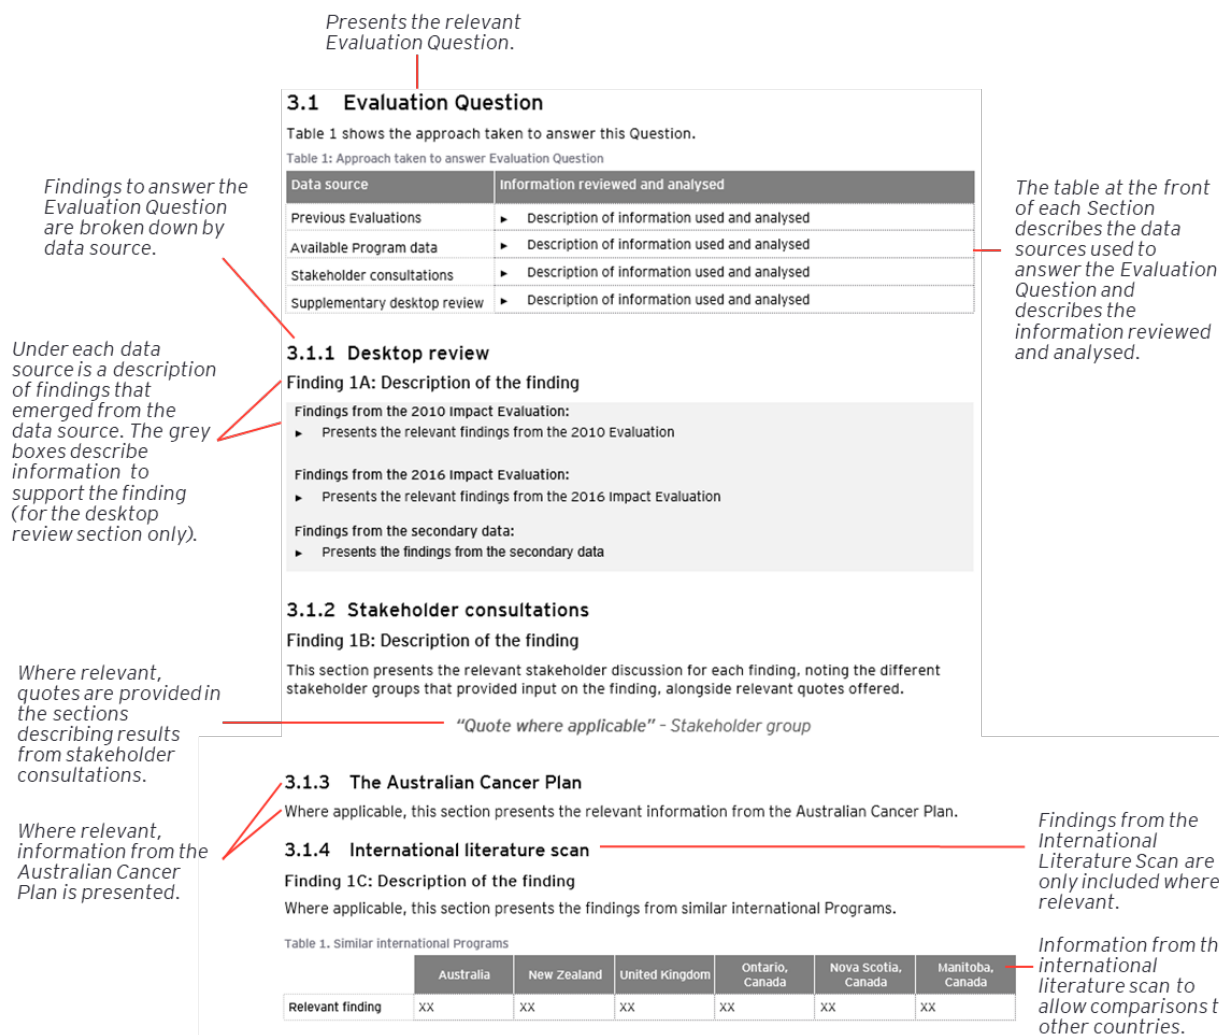 Presents the relevant
Evaluation Question.
3.1 Evaluation Question
Table 1 shows the approach taken to answer this Question.
Table 1: Approach taken to answer Evaluation Question
Data source Information reviewed and analysed
Previous Evaluations ► Description of information used and analysed
Available Program data ► Description of information used and analysed
Stakeholder consultations ► Description of information used and analysed
Supplementary desktop review ► Description of information used and analysed
Findings to answer the
Evaluation Question
are broken down by
data source.
The table at the front
of each Section
describes the data
sources used to
answer the Evaluation
Question and
describes the
information reviewed
and analysed.
3.1.1 Desktop review
Finding 1A: Description of the finding
Findings from the 2010 Impact Evaluation:
► Presents the relevant findings from the 2010 Evaluation
Findings from the 2016 Impact Evaluation:
► Presents the relevant findings from the 2016 Impact Evaluation
Findings from the secondary data:
► Presents the findings from the secondary data
Under each data
source is a description
of findings that
emerged from the
data source. The grey
boxes describe
information to
support the finding
(for the desktop
review section only).
3.1.2 Stakeholder consultations
Finding 1B: Description of the finding
This section presents the relevant stakeholder discussion for each finding, noting the different
stakeholder groups that provided input on the finding, alongside relevant quotes offered.
"Quote where applicable" – Stakeholder group
Where relevant,
quotes are provided in
the sections
describing results
from stakeholder
consultations.
3.1.3 The Australian Cancer Plan
Where applicable, this section presents the relevant information from the Australian Cancer Plan.
Where relevant,
information from the
Australian Cancer
Plan is presented.
3.1.4 International literature scan
Finding 1C: Description of the finding
Where applicable, this section presents the findings from similar international Programs.
Findings from the
International
Literature Scan are
only included where
relevant.
Table 1. Similar international Programs
Australia New Zealand United Kingdom Ontario, Canada Nova Scotia, Canada Manitoba, Canada
Relevant finding XX XX XX XX XX XX
Information from th
international
literature scan to
allow comparisons t
other countries.